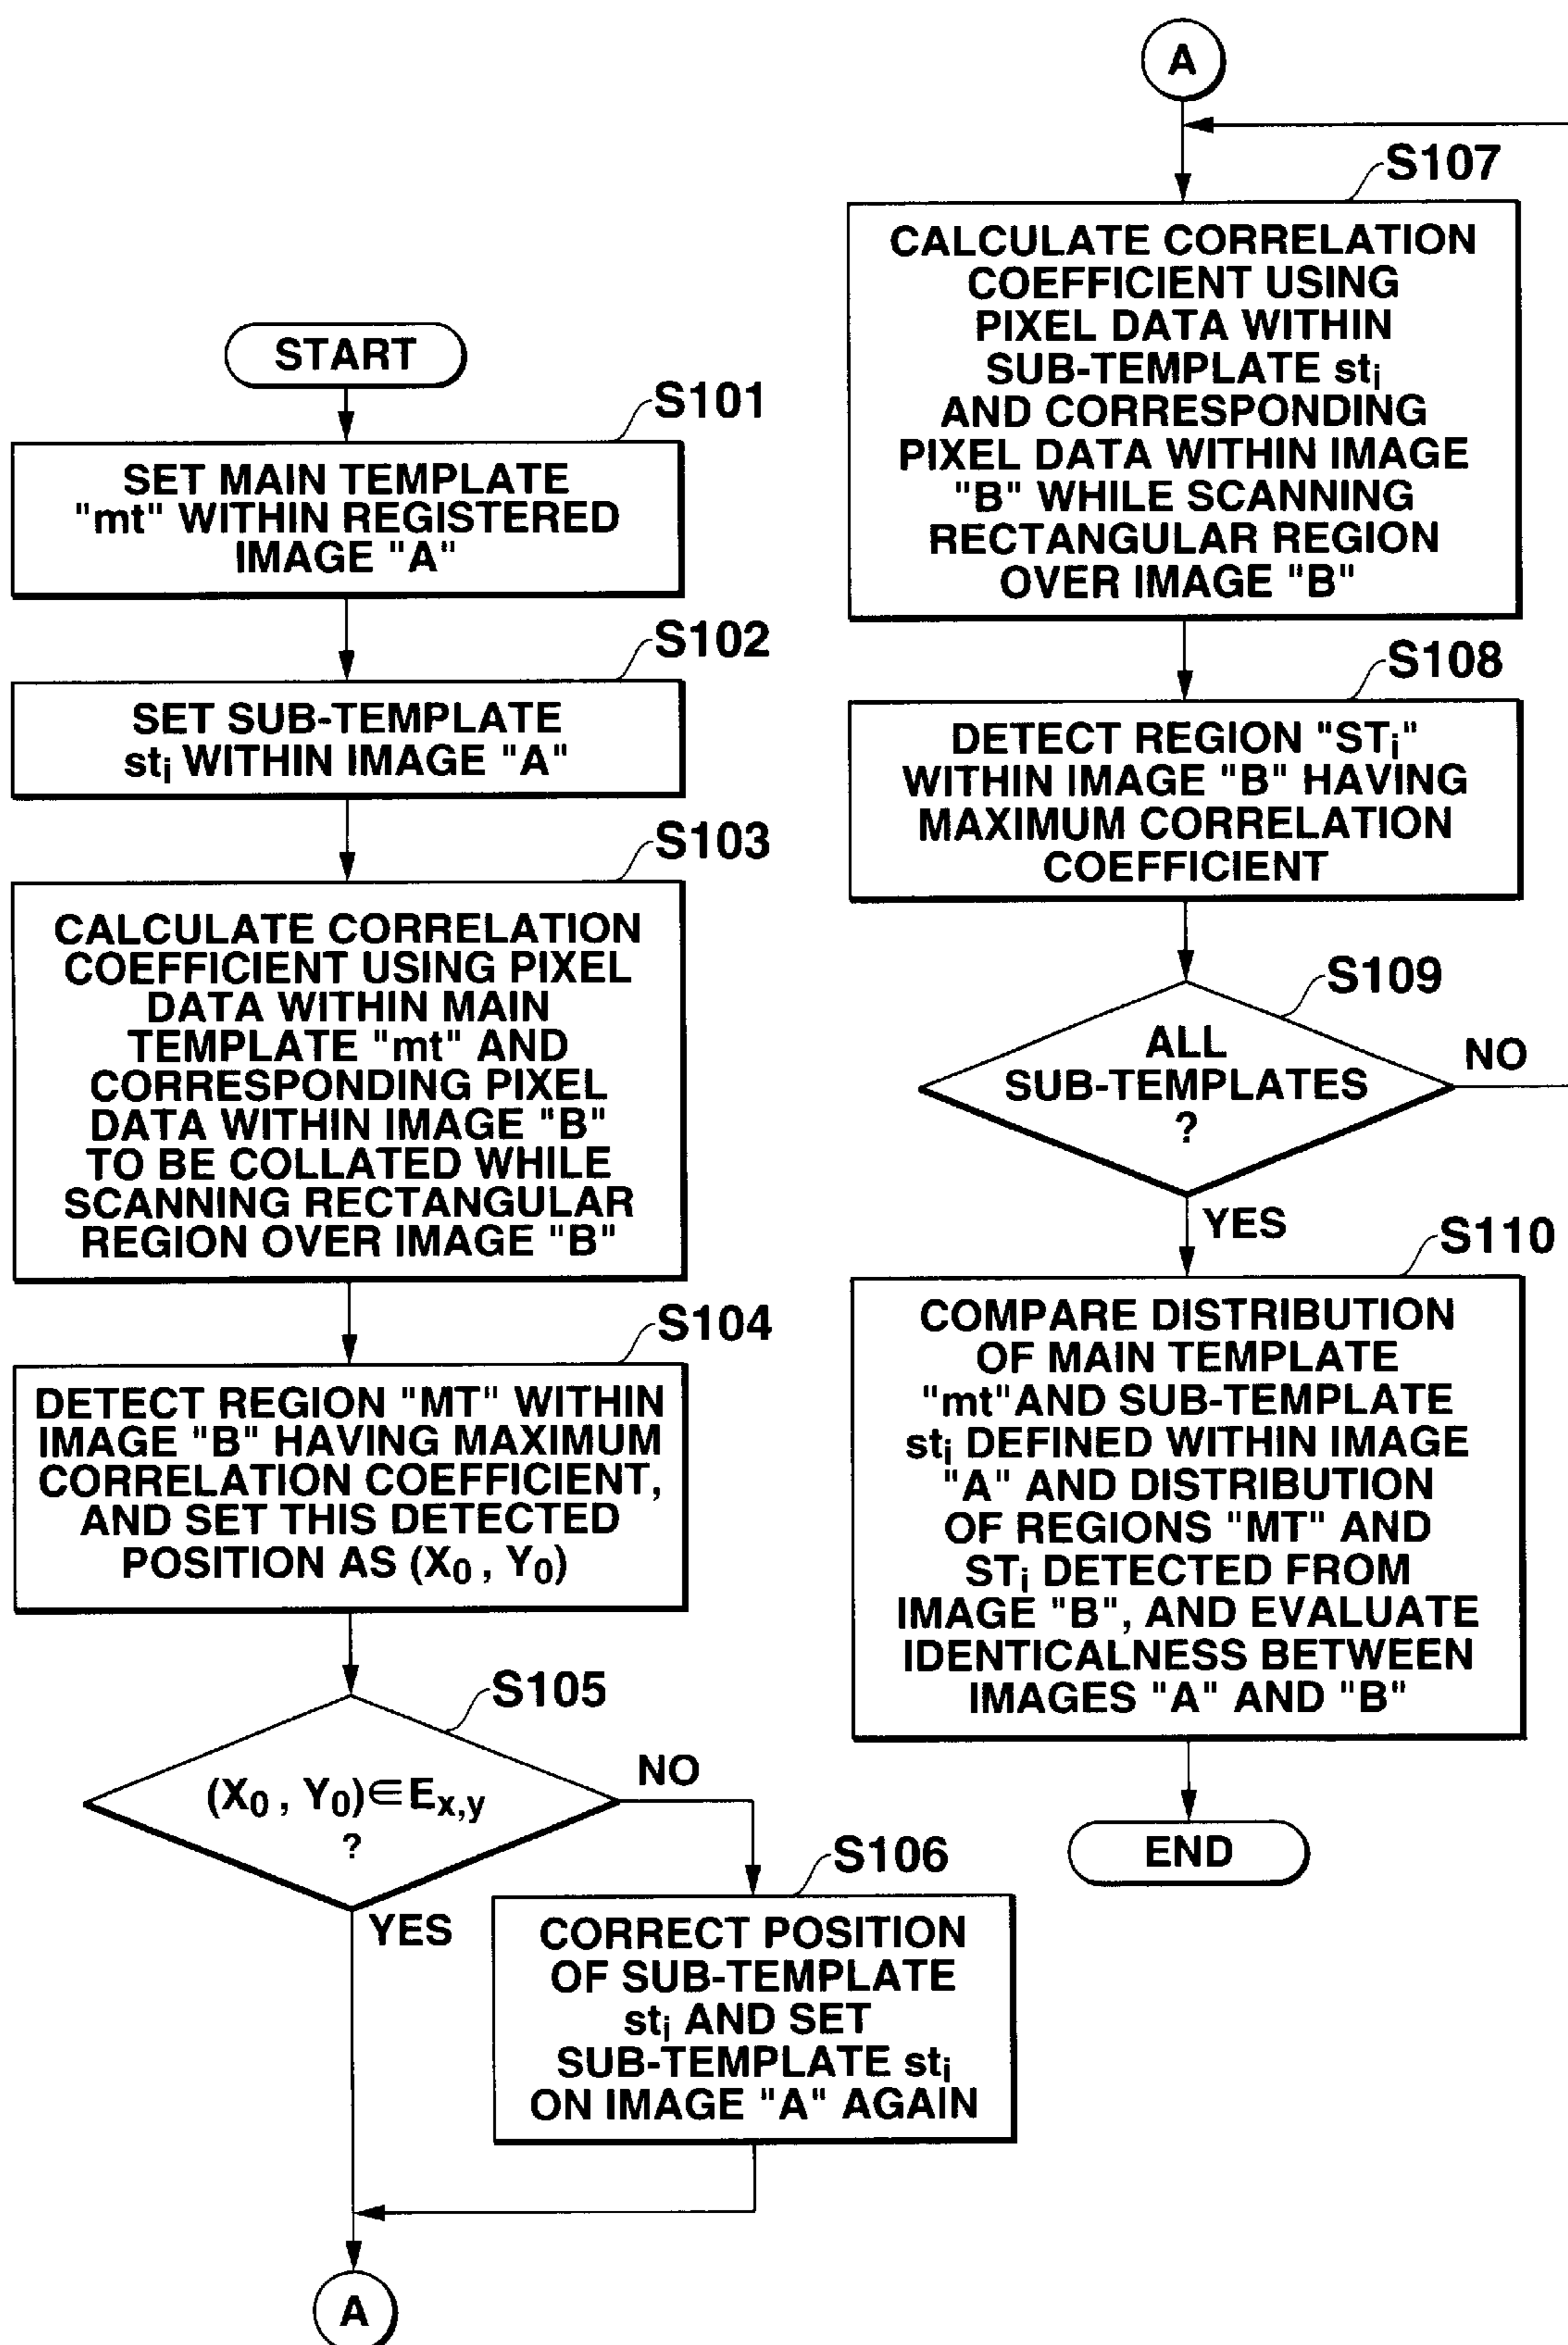 START
S101
SET MAIN TEMPLATE
"mt" WITHIN REGISTERED
IMAGE "A"
S102
SET SUB-TEMPLATE
sti WITHIN IMAGE "A"
S103
CALCULATE CORRELATION
COEFFICIENT USING PIXEL
DATA WITHIN MAIN
TEMPLATE "mt" AND
CORRESPONDING PIXEL
DATA WITHIN IMAGE "B"
TO BE COLLATED WHILE
SCANNING RECTANGULAR
REGION OVER IMAGE "B"
S104
DETECT REGION "MT" WITHIN
IMAGE "B" HAVING MAXIMUM
CORRELATION COEFFICIENT,
AND SET THIS DETECTED
POSITION AS (X0 , Y0)
S105
(X0 , Y0)∈Ex,y
?
NO
YES
S106
CORRECT POSITION
OF SUB-TEMPLATE
sti AND SET
SUB-TEMPLATE sti
ON IMAGE "A" AGAIN
A
A
S107
CALCULATE CORRELATION
COEFFICIENT USING
PIXEL DATA WITHIN
SUB-TEMPLATE sti
AND CORRESPONDING
PIXEL DATA WITHIN IMAGE
"B" WHILE SCANNING
RECTANGULAR REGION
OVER IMAGE "B"
S108
DETECT REGION "STi"
WITHIN IMAGE "B" HAVING
MAXIMUM CORRELATION
COEFFICIENT
S109
ALL
SUB-TEMPLATES
?
NO
YES
S110
COMPARE DISTRIBUTION
OF MAIN TEMPLATE
"mt"AND SUB-TEMPLATE
sti DEFINED WITHIN IMAGE
"A" AND DISTRIBUTION
OF REGIONS "MT" AND
STi DETECTED FROM
IMAGE "B", AND EVALUATE
IDENTICALNESS BETWEEN
IMAGES "A" AND "B"
END